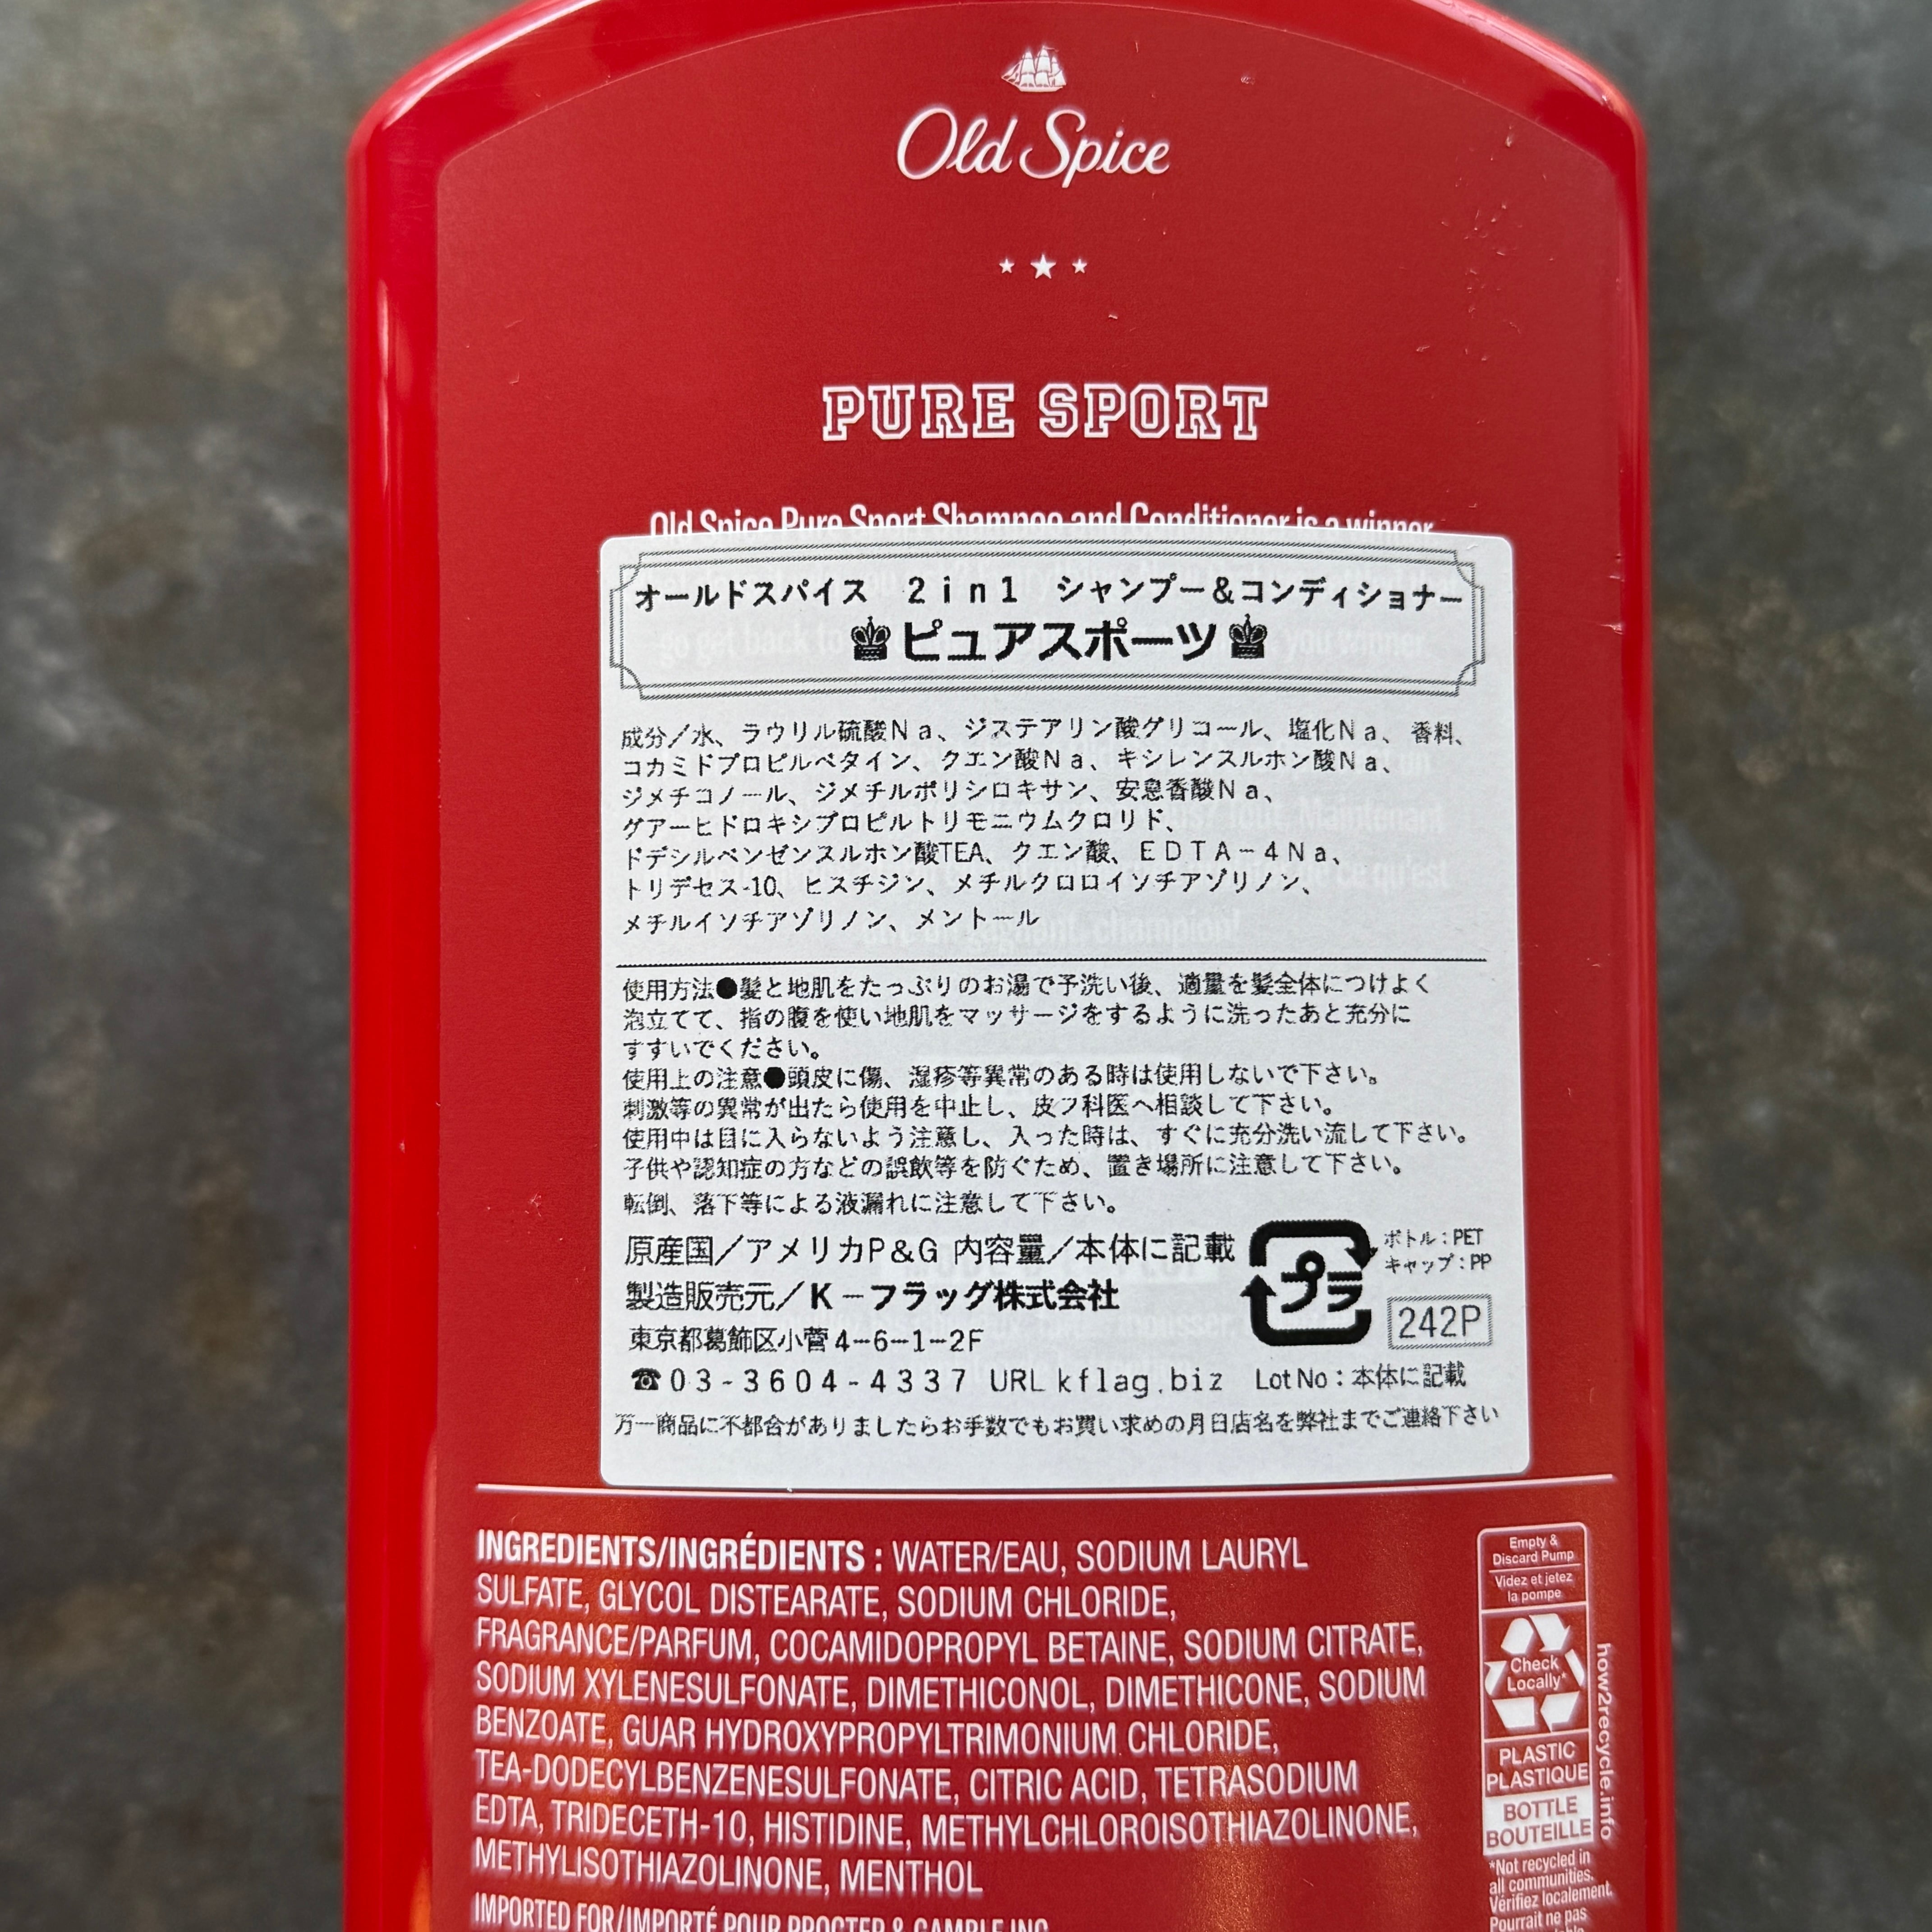 Old Spice
PURE SPORT
Old Spice Pure Sport Shampoo and Conditioner is a winner
オールドスパイス 2in1 シャンプー&コンディショナー
ピュアスポーツ
成分/水、ラウリル硫酸Na、ジステアリン酸グリコール、塩化Na、香料、
コカミドプロピルベタイン、クエン酸Na、キシレンスルホン酸Na、
ジメチコノール、ジメチルポリシロキサン、安息香酸Na、
グアーヒドロキシプロピルトリモニウムクロリド、
ドデシルベンゼンスルホン酸TEA、クエン酸、EDTA-4Na、
トリデセス-10、ヒスチジン、メチルクロロイソチアゾリノン、
メチルイソチアゾリノン、メントール
使用方法●髪と地肌をたっぷりのお湯で予洗い後、適量を髪全体につけよく
泡立てて、指の腹を使い地肌をマッサージをするように洗ったあと充分に
すすいでください。
使用上の注意●頭皮に傷、湿疹等異常のある時は使用しないで下さい。
刺激等の異常が出たら使用を中止し、皮フ科医へ相談して下さい。
使用中は目に入らないよう注意し、入った時は、すぐに充分洗い流して下さい。
子供や認知症の方などの誤飲等を防ぐため、置き場所に注意して下さい。
転倒、落下等による液漏れに注意して下さい。
原産国/アメリカP&G 内容量/本体に記載
製造販売元/K-フラッグ株式会社
東京都葛飾区小菅4-6-1-2F
☎03-3604-4337 URL kflag.biz Lot No:本体に記載
万一商品に不都合がありましたらお手数でもお買い求めの月日店名を弊社までご連絡下さい
プラ
ボトル:PET
キャップ:PP
242P
INGREDIENTS/INGRÉDIENTS : WATER/EAU, SODIUM LAURYL
SULFATE, GLYCOL DISTEARATE, SODIUM CHLORIDE,
FRAGRANCE/PARFUM, COCAMIDOPROPYL BETAINE, SODIUM CITRATE,
SODIUM XYLENESULFONATE, DIMETHICONOL, DIMETHICONE, SODIUM
BENZOATE, GUAR HYDROXYPROPYLTRIMONIUM CHLORIDE,
TEA-DODECYLBENZENESULFONATE, CITRIC ACID, TETRASODIUM
EDTA, TRIDECETH-10, HISTIDINE, METHYLCHLOROISOTHIAZOLINONE,
METHYLISOTHIAZOLINONE, MENTHOL
IMPORTED FOR/IMPORTÉ POUR PROCTER & GAMBLE INC.
Empty &
Discard Pump
Videz et jetez
la pompe
Check
Locally*
PLASTIC
PLASTIQUE
BOTTLE
BOUTEILLE
how2recycle.info
*Not recycled in
all communities.
Vérifiez localement.
Pourrait ne pas